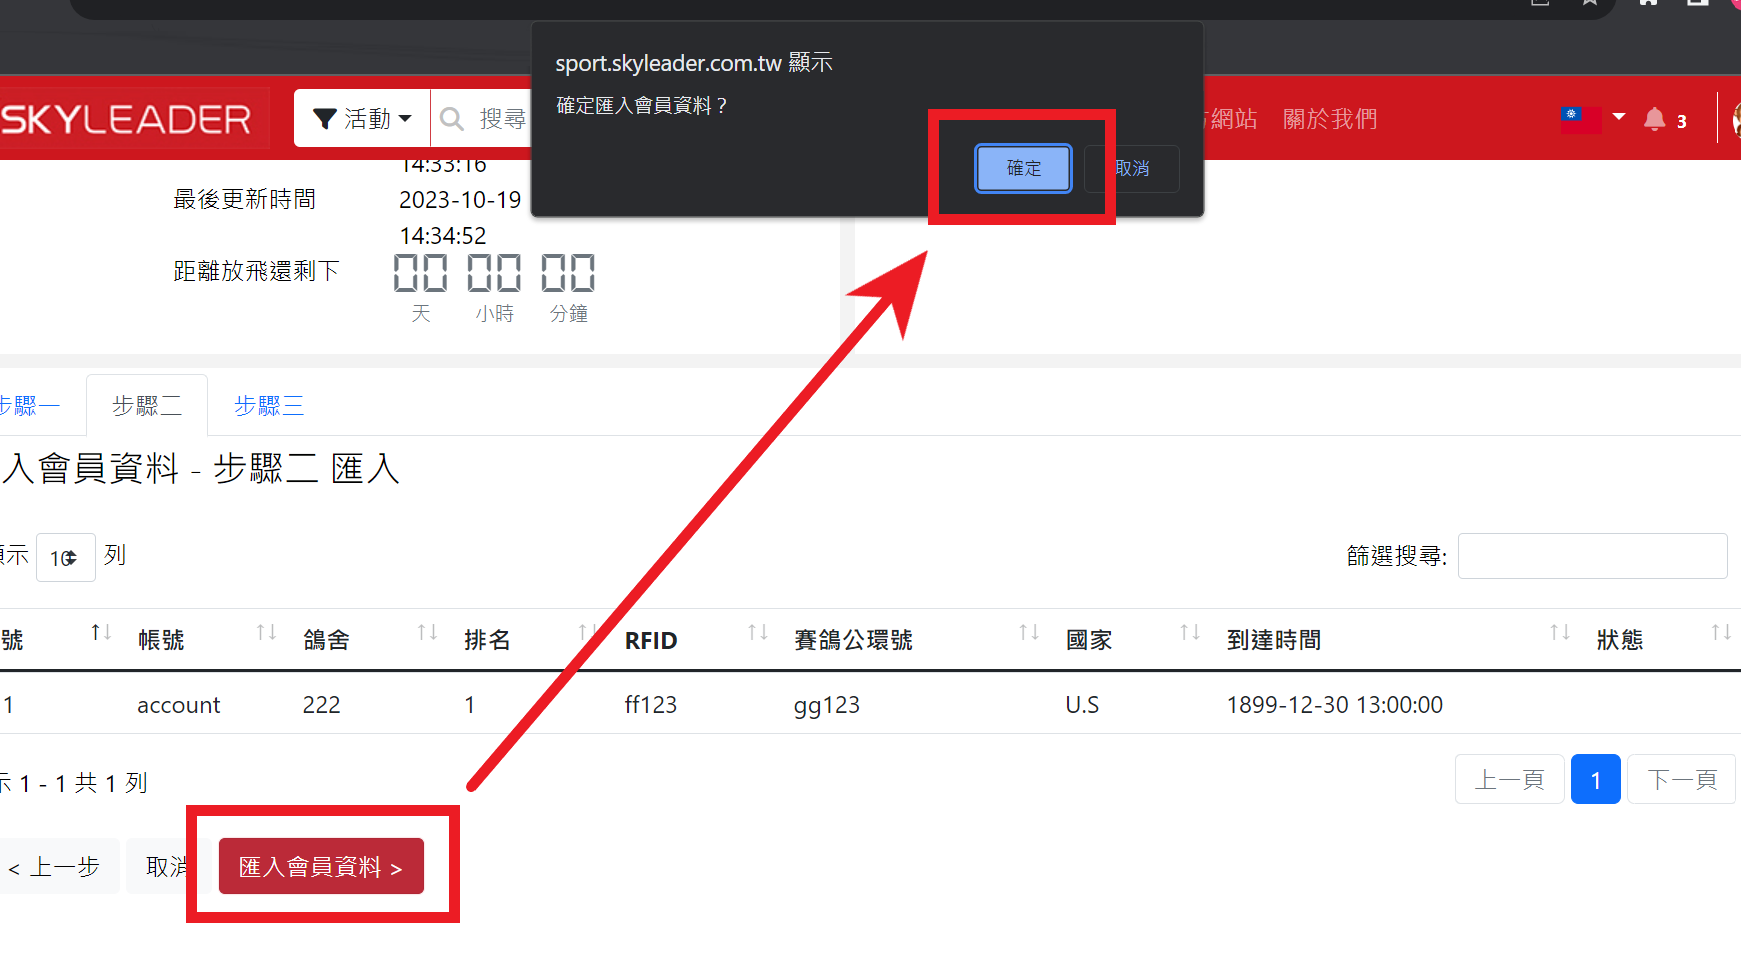 sport.skyleader.com.tw 顯示
確定匯入會員資料？
確定
取消
SKYLEADER
活動
搜尋
網站
關於我們
3
14:33:16
最後更新時間
2023-10-19
14:34:52
距離放飛還剩下
00 00 00
天 小時 分鐘
步驟一 步驟二 步驟三
入會員資料 - 步驟二 匯入
顯示 10 列
篩選搜尋:
號 帳號 鴿舍 排名 RFID 賽鴿公環號 國家 到達時間 狀態
1 account 222 1 ff123 gg123 U.S 1899-12-30 13:00:00
示 1 - 1 共 1 列
上一頁 1 下一頁
< 上一步 取消 匯入會員資料 >